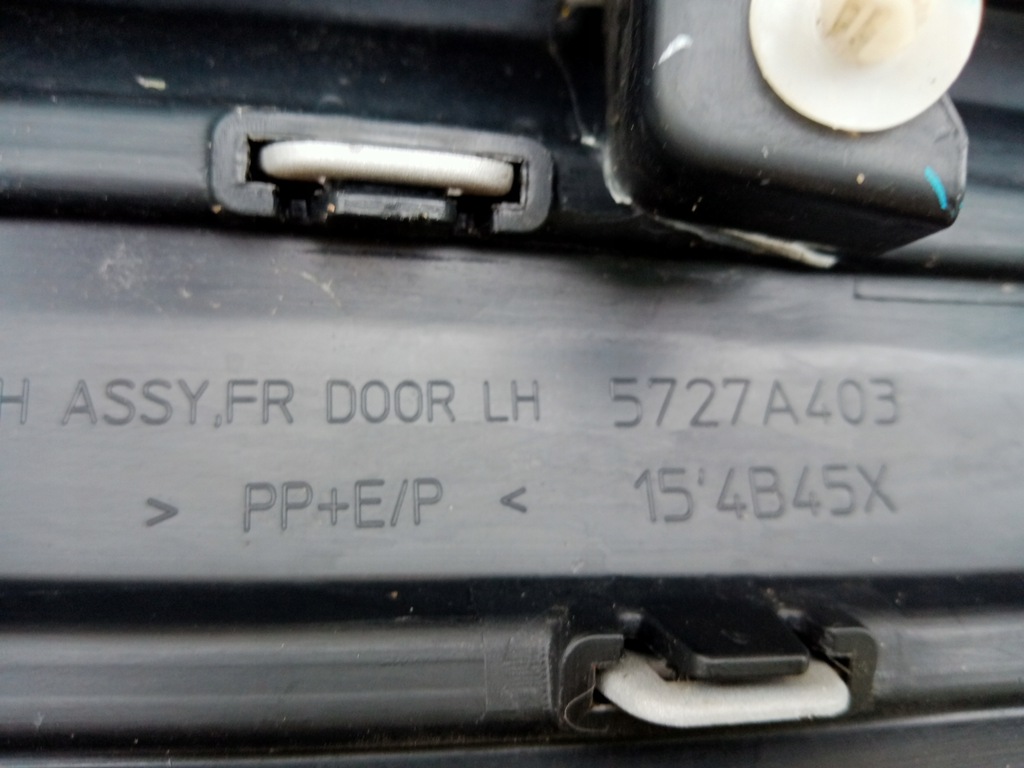 H ASSY,FR DOOR LH 5727A403
> PP+E/P < 15'4B45X